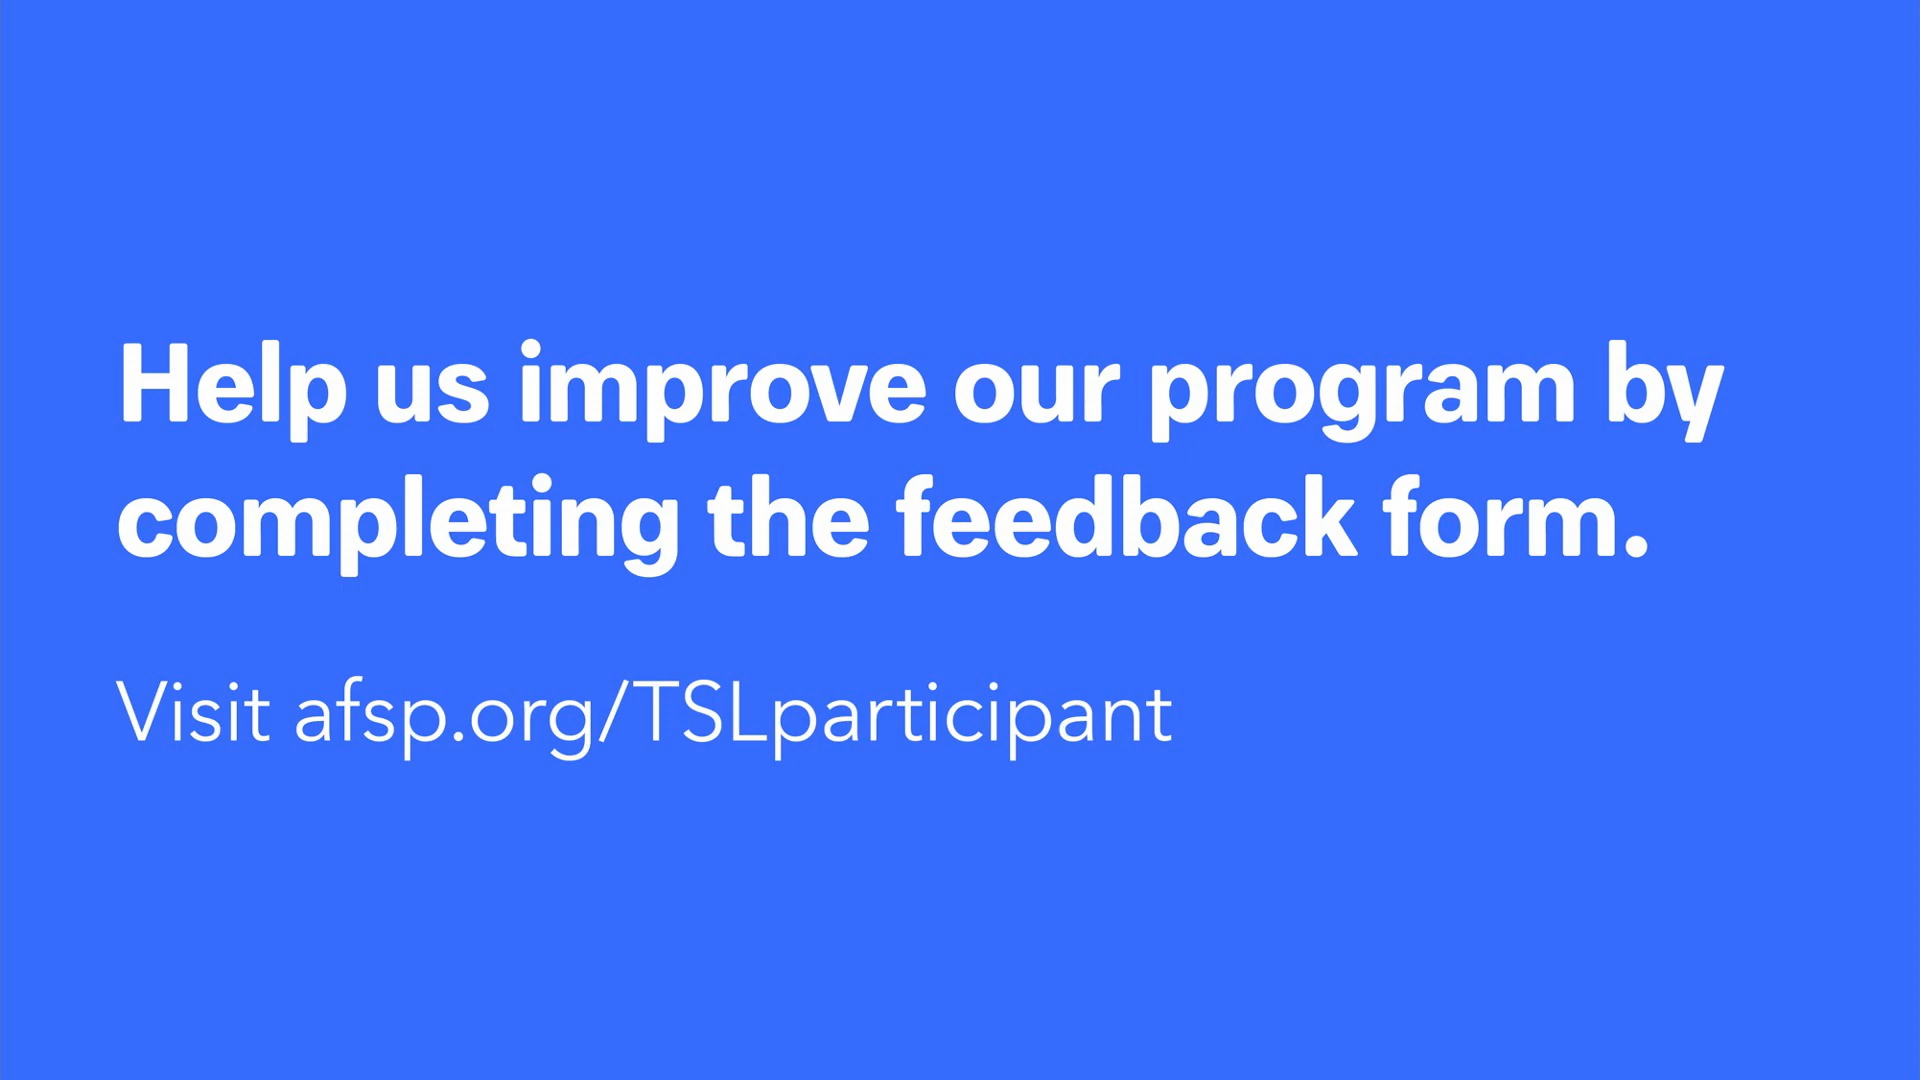 Help us improve our program by
completing the feedback form.
Visit afsp.org/TSLparticipant